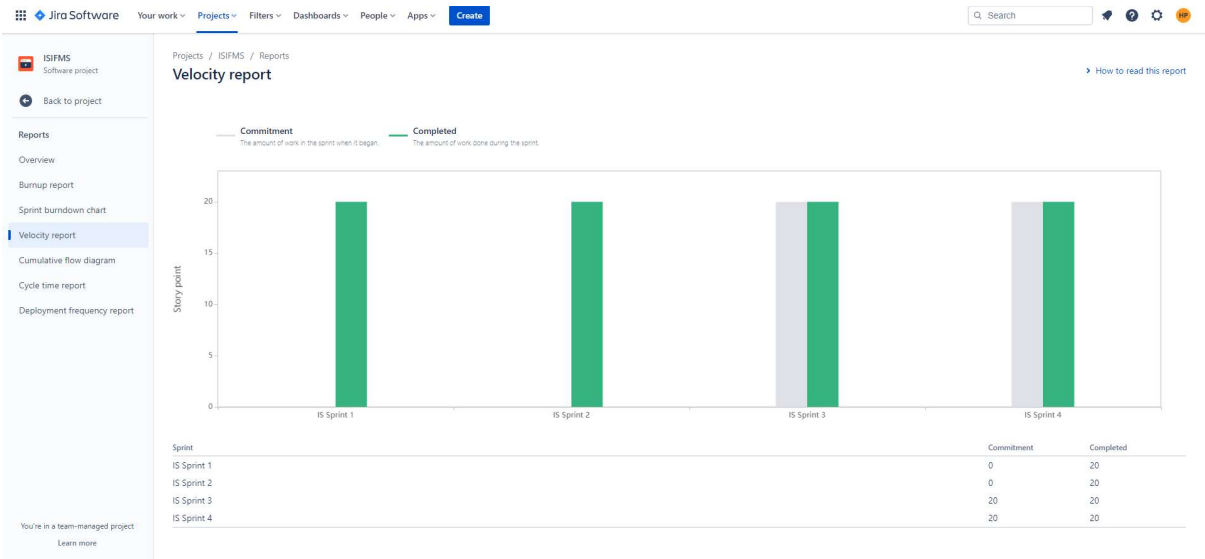 Jira Software Your work Projects Filters Dashboards People Apps Create Search HP
ISIFMS
Software project
Back to project
Reports
Overview
Burnup report
Sprint burndown chart
Velocity report
Cumulative flow diagram
Cycle time report
Deployment frequency report
You're in a team-managed project
Learn more
Projects / ISIFMS / Reports
Velocity report
How to read this report
Commitment
The amount of work in the sprint when it began.
Completed
The amount of work done during the sprint.
Story point
20
15
10
5
0
IS Sprint 1 IS Sprint 2 IS Sprint 3 IS Sprint 4
Sprint Commitment Completed
IS Sprint 1 0 20
IS Sprint 2 0 20
IS Sprint 3 20 20
IS Sprint 4 20 20